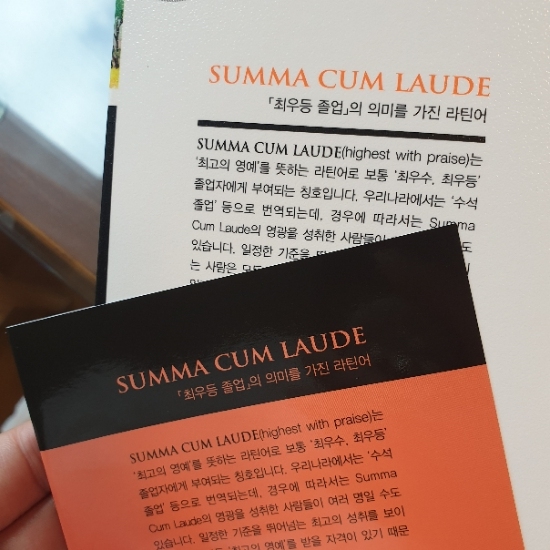 SUMMA CUM LAUDE
「최우등 졸업」의 의미를 가진 라틴어
SUMMA CUM LAUDE(highest with praise)는
'최고의 영예'를 뜻하는 라틴어로 보통 '최우수, 최우등'
졸업자에게 부여되는 칭호입니다. 우리나라에서는 '수석
졸업' 등으로 번역되는데, 경우에 따라서는 Summa
Cum Laude의 영광을 성취한 사람들이 도
있습니다. 일정한 기준을
는 사람은
SUMMA CUM LAUDE
「최우등 졸업」의 의미를 가진 라틴어
SUMMA CUM LAUDE(highest with praise)는
'최고의 영예'를 뜻하는 라틴어로 보통 '최우수, 최우등'
졸업자에게 부여되는 칭호입니다. 우리나라에서는 '수석
졸업' 등으로 번역되는데, 경우에 따라서는 Summa
Cum Laude의 영광을 성취한 사람들이 여러 명일 수도
있습니다. 일정한 기준을 뛰어넘는 최고의 성취를 보이
'최고의 영예'를 받을 자격이 있기 때문